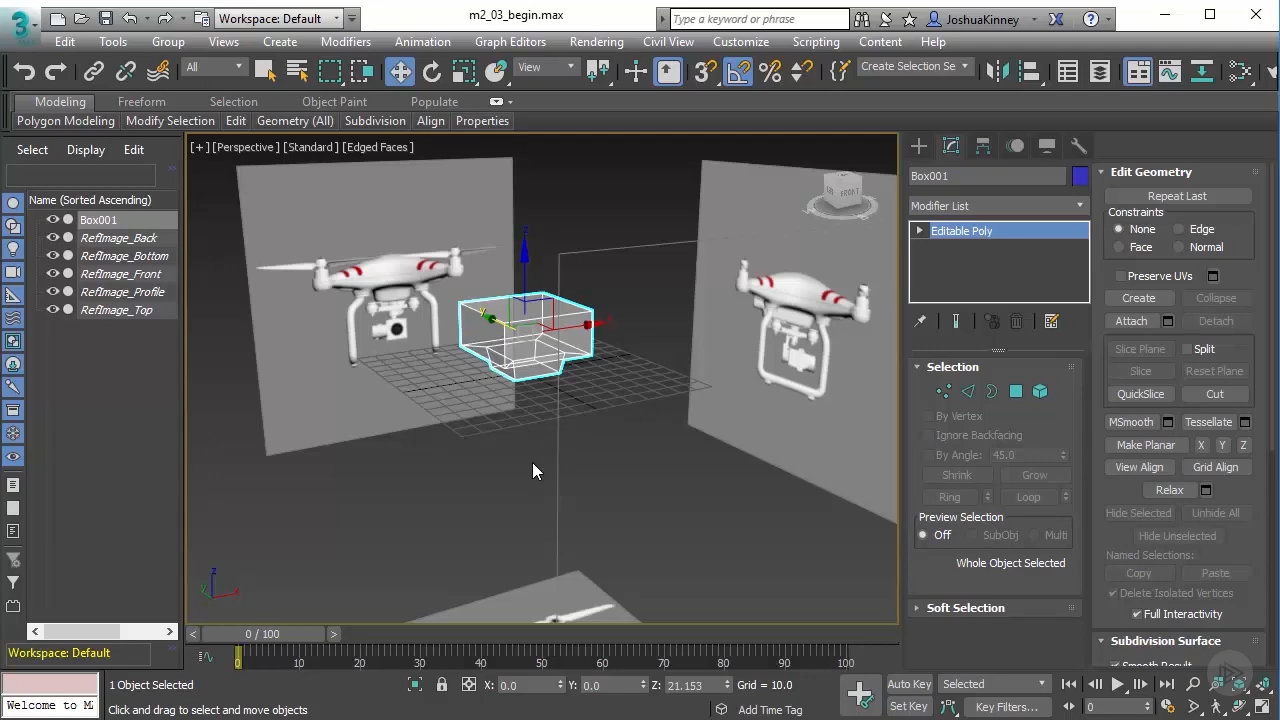 Workspace: Default
m2_03_begin.max
Type a keyword or phrase
JoshuaKinney
Edit Tools Group Views Create Modifiers Animation Graph Editors Rendering Civil View Customize Scripting Content Help
All
View
Create Selection Se
Modeling Freeform Selection Object Paint Populate
Polygon Modeling Modify Selection Edit Geometry (All) Subdivision Align Properties
Select Display Edit
Name (Sorted Ascending)
Box001
RefImage_Back
RefImage_Bottom
RefImage_Front
RefImage_Profile
RefImage_Top
Workspace: Default
[ + ] [Perspective ] [Standard ] [Edged Faces ]
FRONT
z
x
y
z
Box001
Modifier List
Editable Poly
Selection
By Vertex
Ignore Backfacing
By Angle: 45.0
Shrink Grow
Ring Loop
Preview Selection
Off SubObj Multi
Whole Object Selected
Soft Selection
Edit Geometry
Repeat Last
Constraints
None Edge
Face Normal
Preserve UVs
Create Collapse
Attach Detach
Slice Plane Split
Slice Reset Plane
QuickSlice Cut
MSmooth Tessellate
Make Planar X Y Z
View Align Grid Align
Relax
Hide Selected Unhide All
Hide Unselected
Named Selections:
Copy Paste
Delete Isolated Vertices
Full Interactivity
Subdivision Surface
Smooth Result
< 0 / 100 >
0 10 20 30 40 50 60 70 80 90 100
1 Object Selected
X: 0.0 Y: 0.0 Z: 21.153 Grid = 10.0
Auto Key Selected
Welcome to MA
Click and drag to select and move objects
Add Time Tag
Set Key Key Filters...
0